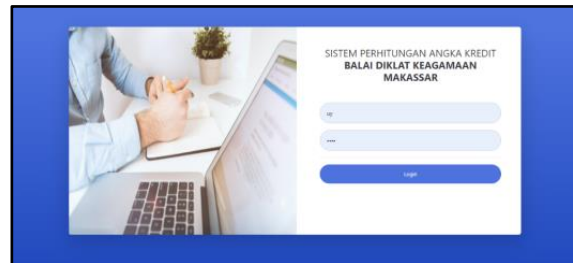 SISTEM PERHITUNGAN ANGKA KREDIT
BALAI DIKLAT KEAGAMAAN
MAKASSAR
••••
Login